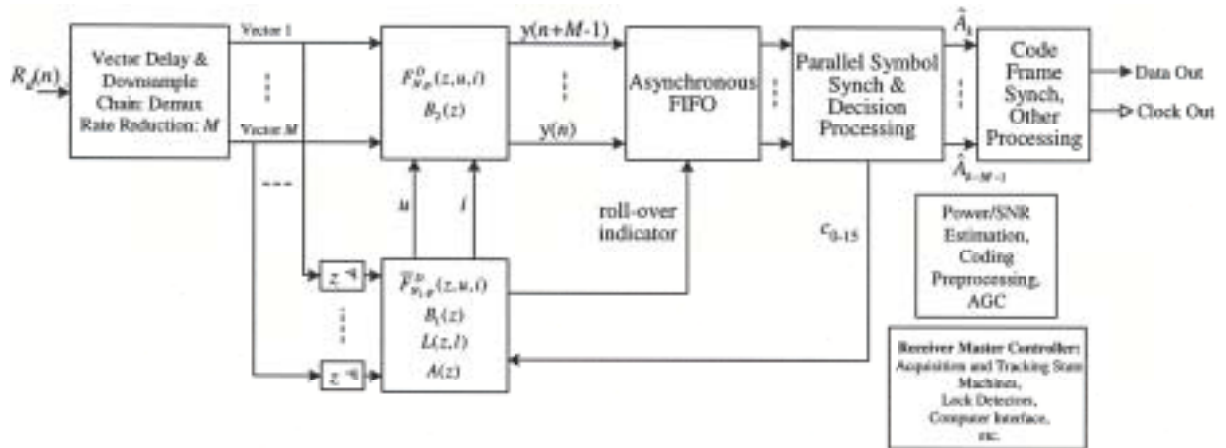 R_d(n)
Vector Delay &
Downsample
Chain: Demux
Rate Reduction: M
Vector 1
Vector M
B_2(z)
u
i
y(n+M-1)
y(n)
Asynchronous
FIFO
roll-over
indicator
Parallel Symbol
Synch &
Decision
Processing
c_{0-15}
Â_k
Â_{k-M-1}
Code
Frame
Synch,
Other
Processing
Data Out
Clock Out
z
z
B_1(z)
L(z,l)
A(z)
Power/SNR
Estimation,
Coding
Preprocessing,
AGC
Receiver Master Controller:
Acquisition and Tracking State
Machines,
Lock Detectors,
Computer Interface,
etc.